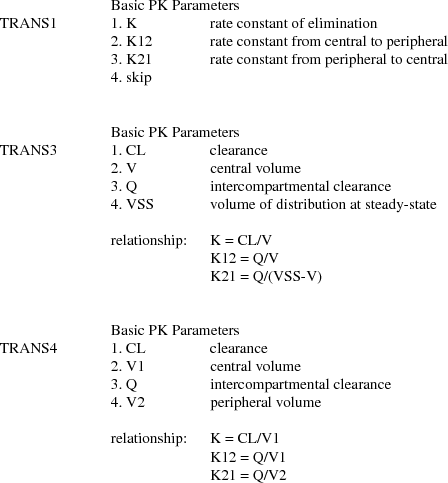 Basic PK Parameters
TRANS1 1. K rate constant of elimination
2. K12 rate constant from central to peripheral
3. K21 rate constant from peripheral to central
4. skip
Basic PK Parameters
TRANS3 1. CL clearance
2. V central volume
3. Q intercompartmental clearance
4. VSS volume of distribution at steady-state
relationship: K = CL/V
K12 = Q/V
K21 = Q/(VSS-V)
Basic PK Parameters
TRANS4 1. CL clearance
2. V1 central volume
3. Q intercompartmental clearance
4. V2 peripheral volume
relationship: K = CL/V1
K12 = Q/V1
K21 = Q/V2